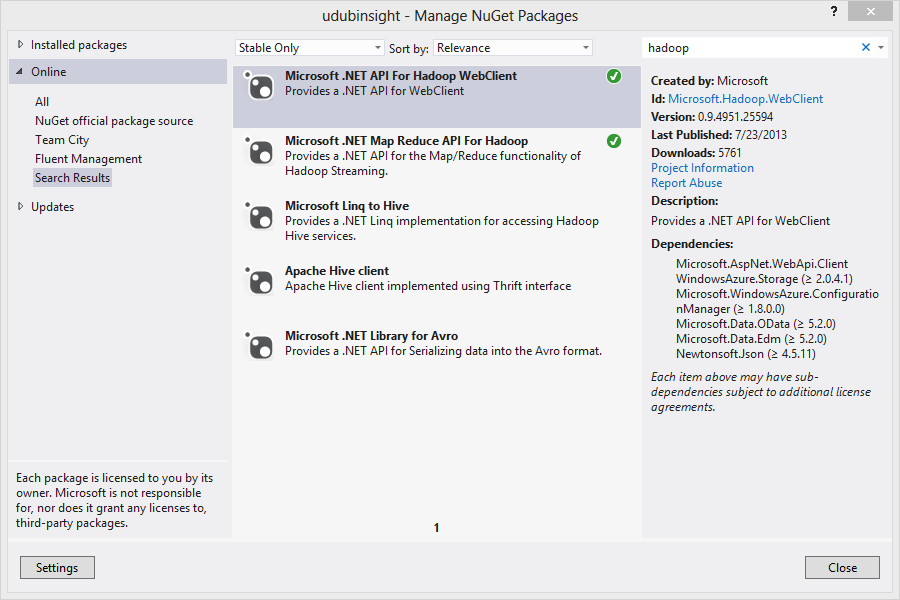 udubinsight - Manage NuGet Packages
?
Installed packages
Online
All
NuGet official package source
Team City
Fluent Management
Search Results
Updates
Each package is licensed to you by its
owner. Microsoft is not responsible
for, nor does it grant any licenses to,
third-party packages.
Stable Only
Sort by:
Relevance
Microsoft .NET API For Hadoop WebClient
Provides a .NET API for WebClient
Microsoft .NET Map Reduce API For Hadoop
Provides a .NET API for the Map/Reduce functionality of
Hadoop Streaming.
Microsoft Linq to Hive
Provides a .NET Linq implementation for accessing Hadoop
Hive services.
Apache Hive client
Apache Hive client implemented using Thrift interface
Microsoft .NET Library for Avro
Provides a .NET API for Serializing data into the Avro format.
1
hadoop
Created by: Microsoft
Id: Microsoft.Hadoop.WebClient
Version: 0.9.4951.25594
Last Published: 7/23/2013
Downloads: 5761
Project Information
Report Abuse
Description:
Provides a .NET API for WebClient
Dependencies:
Microsoft.AspNet.WebApi.Client
WindowsAzure.Storage (≥ 2.0.4.1)
Microsoft.WindowsAzure.Configuratio
nManager (≥ 1.8.0.0)
Microsoft.Data.OData (≥ 5.2.0)
Microsoft.Data.Edm (≥ 5.2.0)
Newtonsoft.Json (≥ 4.5.11)
Each item above may have sub-
dependencies subject to additional license
agreements.
Settings
Close